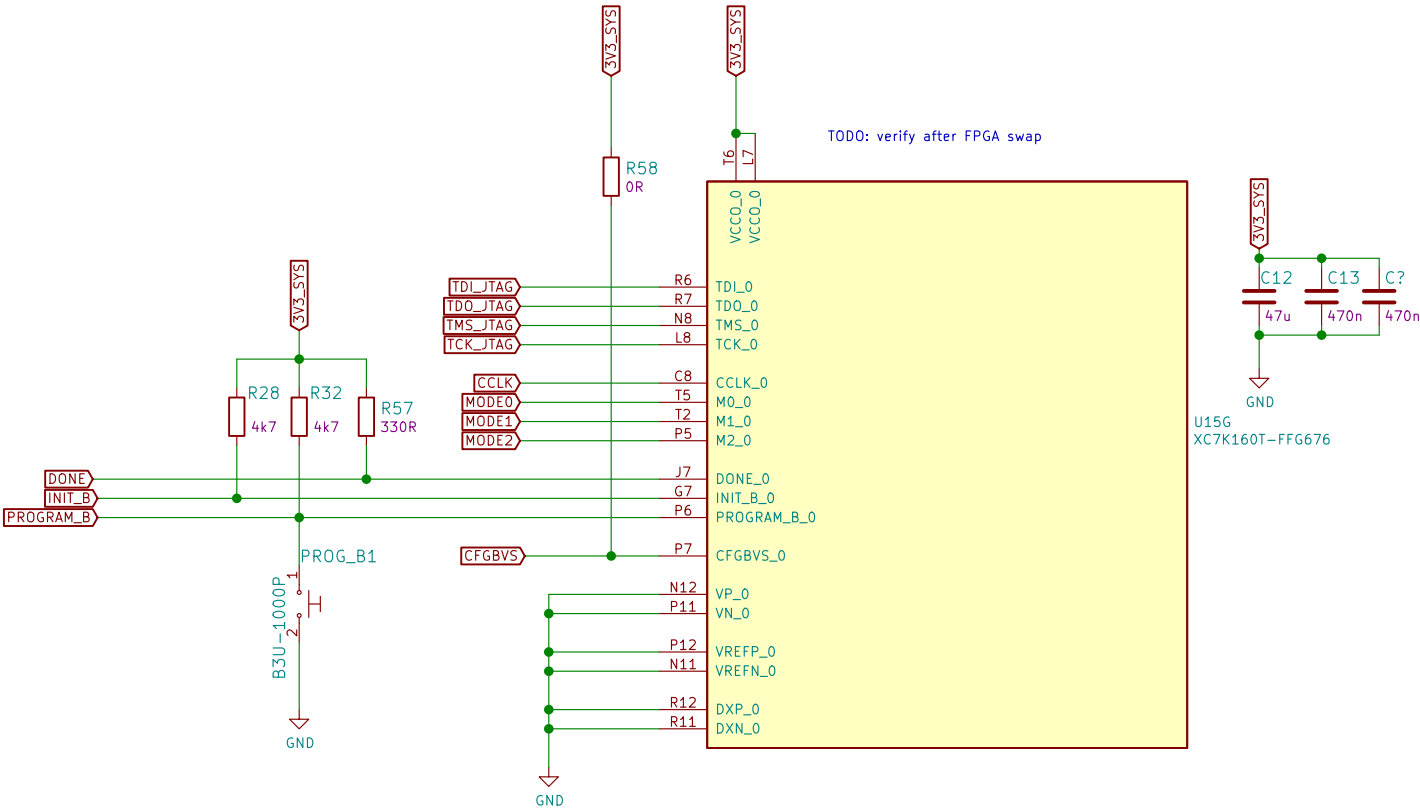 3V3_SYS
3V3_SYS
TODO: verify after FPGA swap
T6
L7
R58
0R
VCCO_0
VCCO_0
3V3_SYS
C12
47u
C13
470n
C?
470n
GND
3V3_SYS
TDI_JTAG R6 TDI_0
TDO_JTAG R7 TDO_0
TMS_JTAG N8 TMS_0
TCK_JTAG L8 TCK_0
CCLK C8 CCLK_0
MODE0 T5 M0_0
MODE1 T2 M1_0
MODE2 P5 M2_0
R28
4k7
R32
4k7
R57
330R
U15G
XC7K160T-FFG676
DONE J7 DONE_0
INIT_B G7 INIT_B_0
PROGRAM_B P6 PROGRAM_B_0
CFGBVS P7 CFGBVS_0
PROG_B1
1
2
B3U-1000P
GND
N12 VP_0
P11 VN_0
P12 VREFP_0
N11 VREFN_0
R12 DXP_0
R11 DXN_0
GND